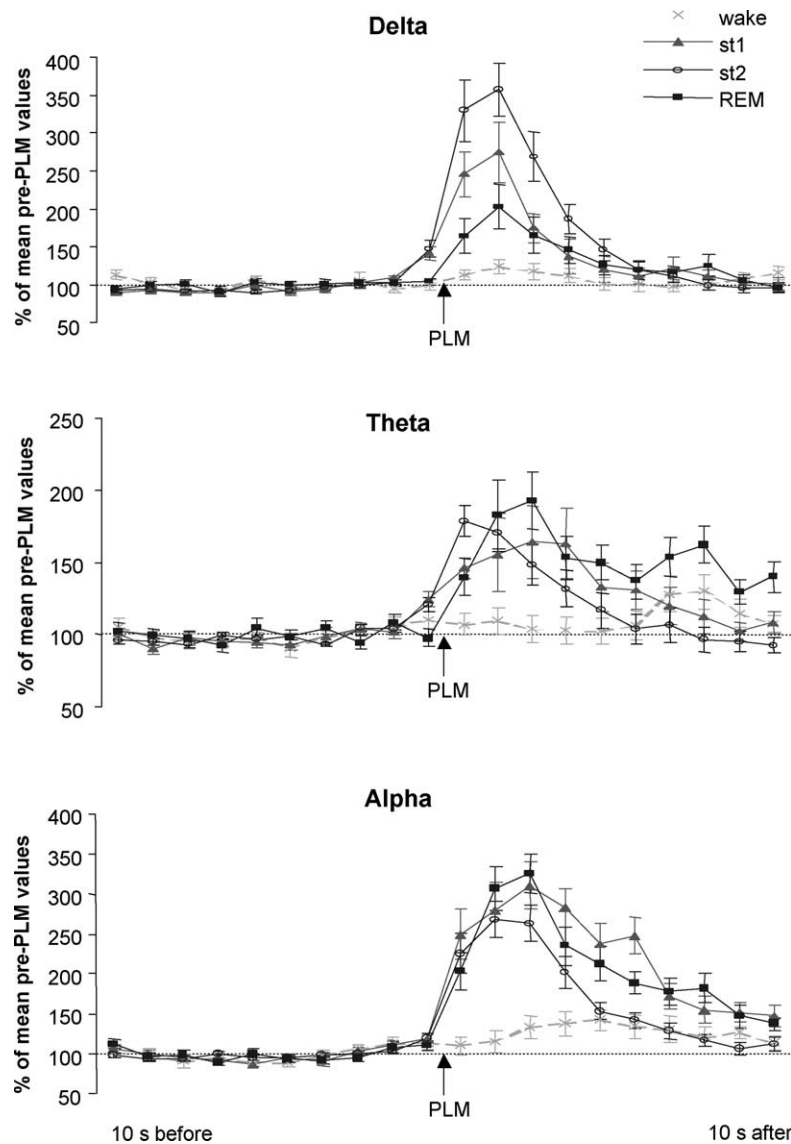 Delta
wake
st1
st2
REM
% of mean pre-PLM values
400
350
300
250
200
150
100
50
PLM
Theta
% of mean pre-PLM values
250
200
150
100
50
PLM
Alpha
% of mean pre-PLM values
400
350
300
250
200
150
100
50
PLM
10 s before
10 s after